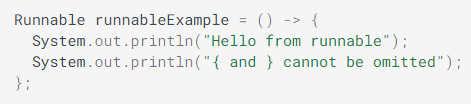 Runnable runnableExample = () -> {
  System.out.println("Hello from runnable");
  System.out.println("{ and } cannot be omitted");
};